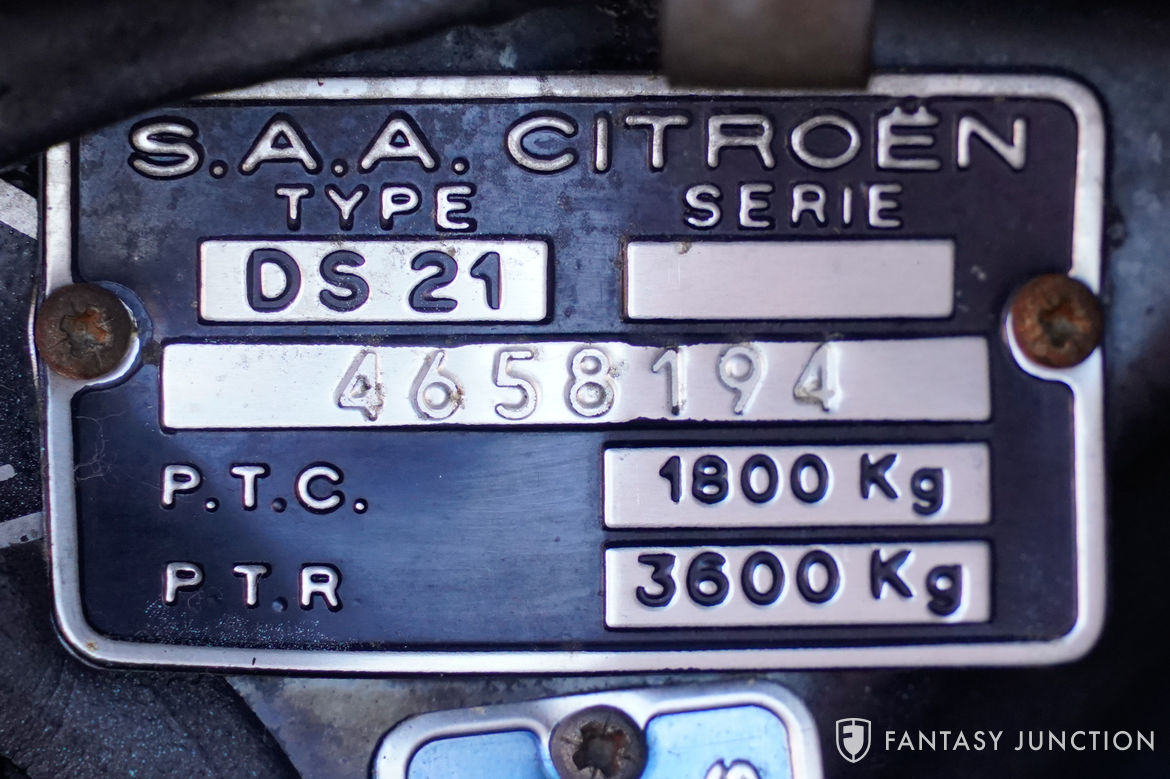 S.A.A. CITROËN
TYPE SERIE
DS 21
4658194
P.T.C. 1800 Kg
P.T.R 3600 Kg
FANTASY JUNCTION